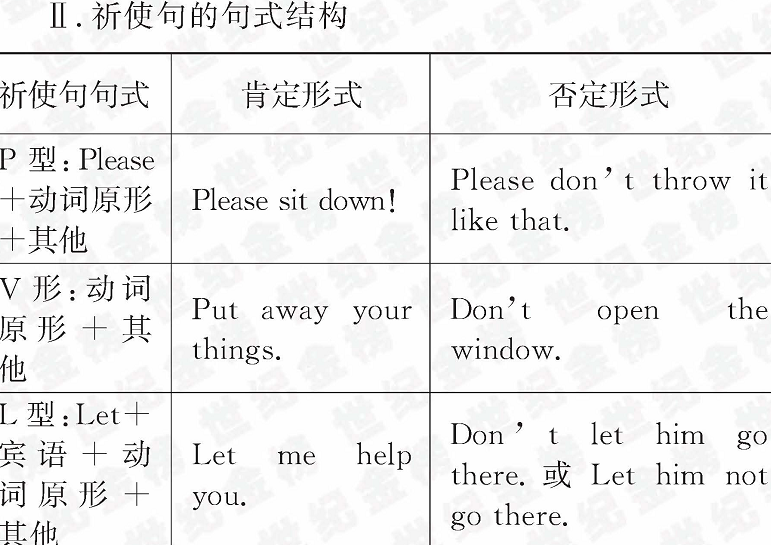 Ⅱ.祈使句的句式结构
祈使句句式 肯定形式 否定形式
P 型:Please
+动词原形
+其他
Please sit down!
Please don't throw it
like that.
V 形:动词
原形+其
他
Put away your
things.
Don't open the
window.
L 型:Let+
宾语+动
词原形+
其他
Let me help
you.
Don't let him go
there. 或 Let him not
go there.